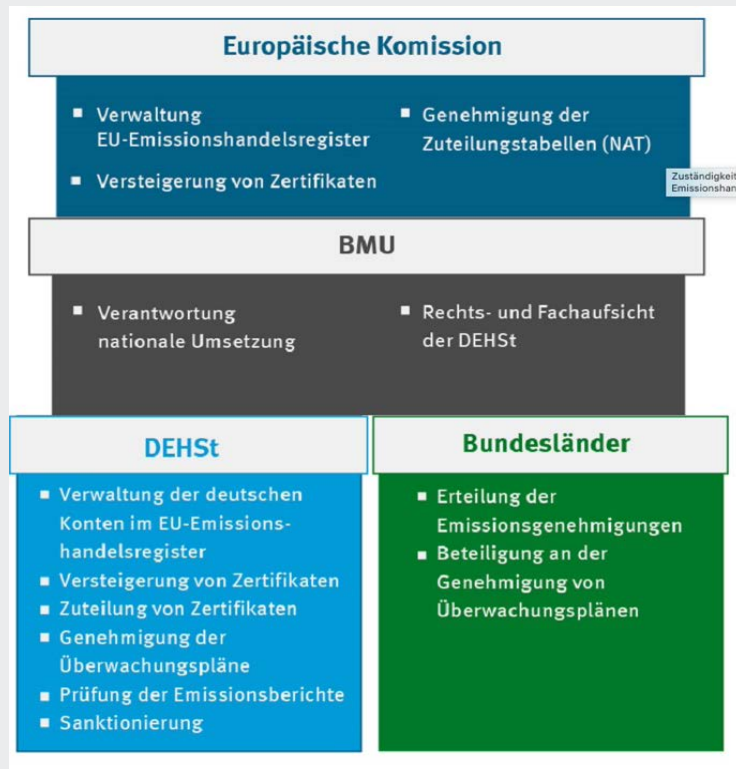 Europäische Komission
▪ Verwaltung
EU-Emissionshandelsregister
▪ Versteigerung von Zertifikaten
▪ Genehmigung der
Zuteilungstabellen (NAT)
Zuständigkeit
Emissionshan
BMU
▪ Verantwortung
nationale Umsetzung
▪ Rechts- und Fachaufsicht
der DEHSt
DEHSt
▪ Verwaltung der deutschen
Konten im EU-Emissions-
handelsregister
▪ Versteigerung von Zertifikaten
▪ Zuteilung von Zertifikaten
▪ Genehmigung der
Überwachungspläne
▪ Prüfung der Emissionsberichte
▪ Sanktionierung
Bundesländer
▪ Erteilung der
Emissionsgenehmigungen
▪ Beteiligung an der
Genehmigung von
Überwachungsplänen